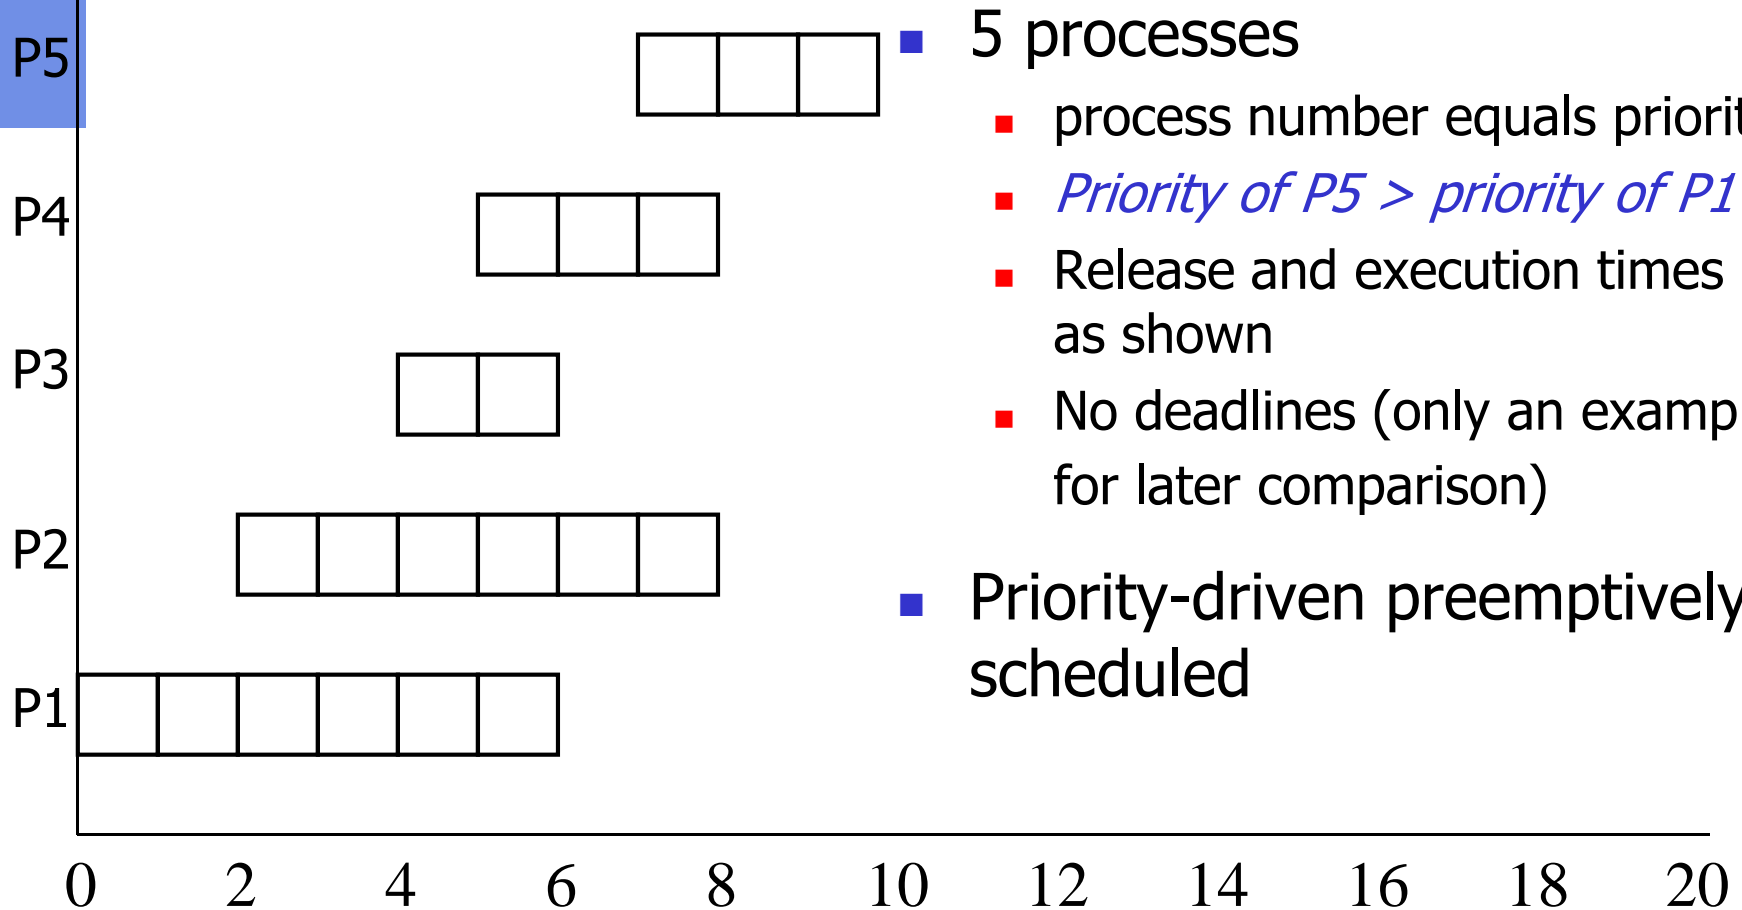 P5
P4
P3
P2
P1
0 2 4 6 8 10 12 14 16 18 20
5 processes
process number equals
Priority of P5 > priority of P1
Release and execution times
as shown
No deadlines (only an
for later comparison)
Priority-driven preemptively
scheduled